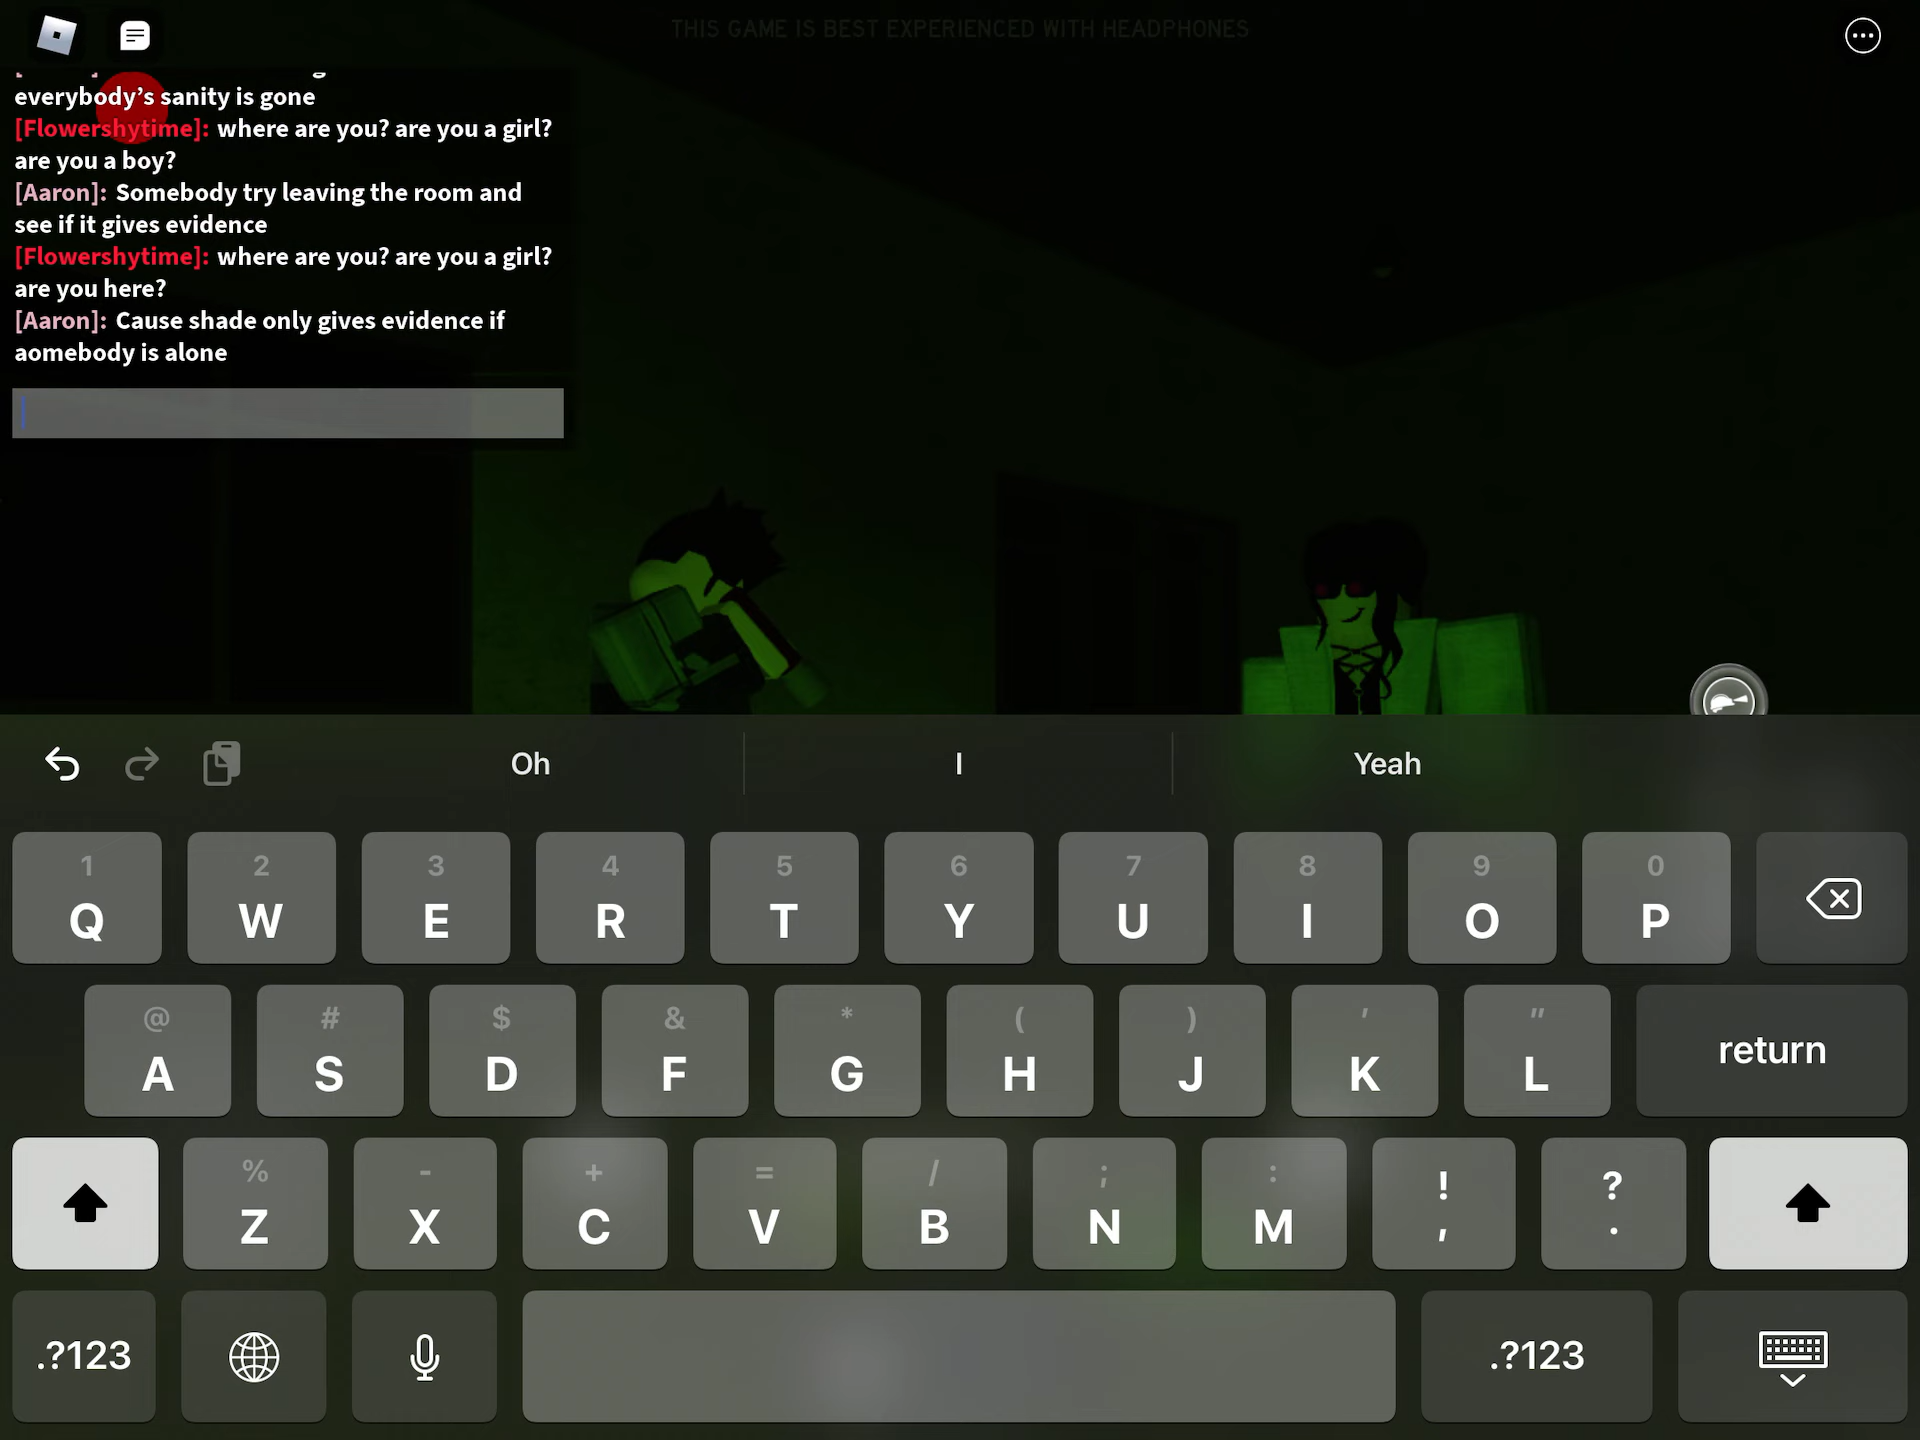 THIS GAME IS BEST EXPERIENCED WITH HEADPHONES
everybody's sanity is gone
[Flowershytime]: where are you? are you a girl?
are you a boy?
[Aaron]: Somebody try leaving the room and
see if it gives evidence
[Flowershytime]: where are you? are you a girl?
are you here?
[Aaron]: Cause shade only gives evidence if
aomebody is alone
Oh I Yeah
1 2 3 4 5 6 7 8 9 0
Q W E R T Y U I O P
@ # $ & * ( ) ' "
A S D F G H J K L return
% - + = / ; : ! ?
Z X C V B N M , .
.?123 .?123